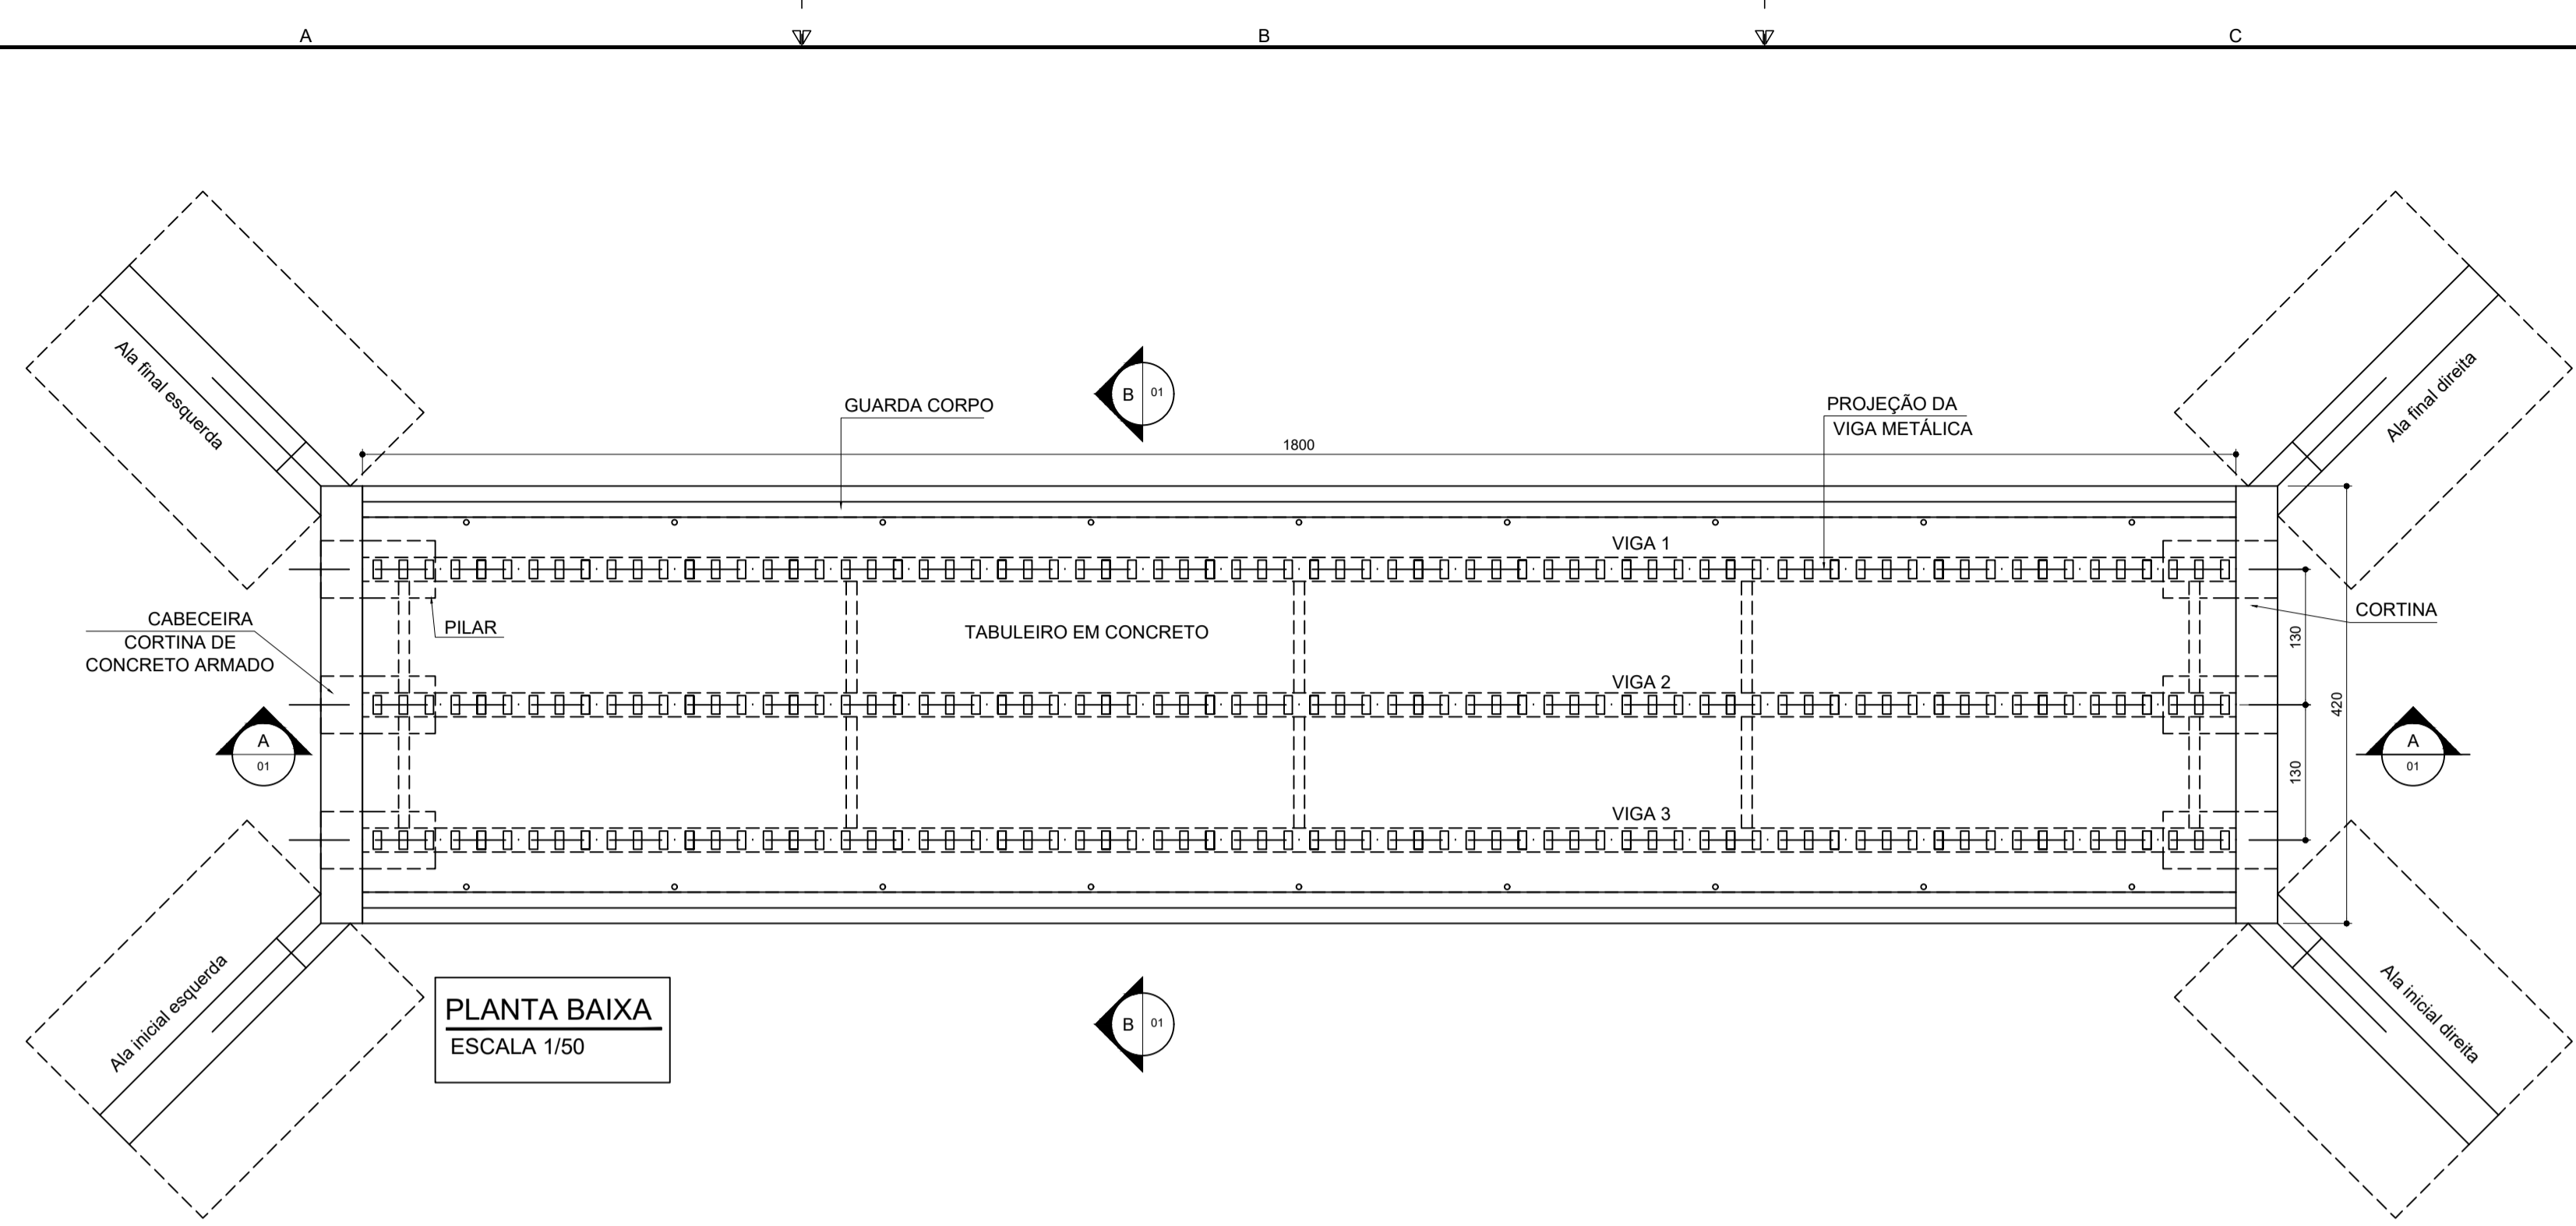 A
B
C
Ala final esquerda
Ala final direita
GUARDA CORPO
B
01
PROJEÇÃO DA
VIGA METÁLICA
1800
VIGA 1
CABECEIRA
CORTINA DE
CONCRETO ARMADO
PILAR
TABULEIRO EM CONCRETO
CORTINA
130
VIGA 2
420
A
01
A
01
130
VIGA 3
Ala inicial esquerda
Ala inicial direita
PLANTA BAIXA
ESCALA 1/50
B
01